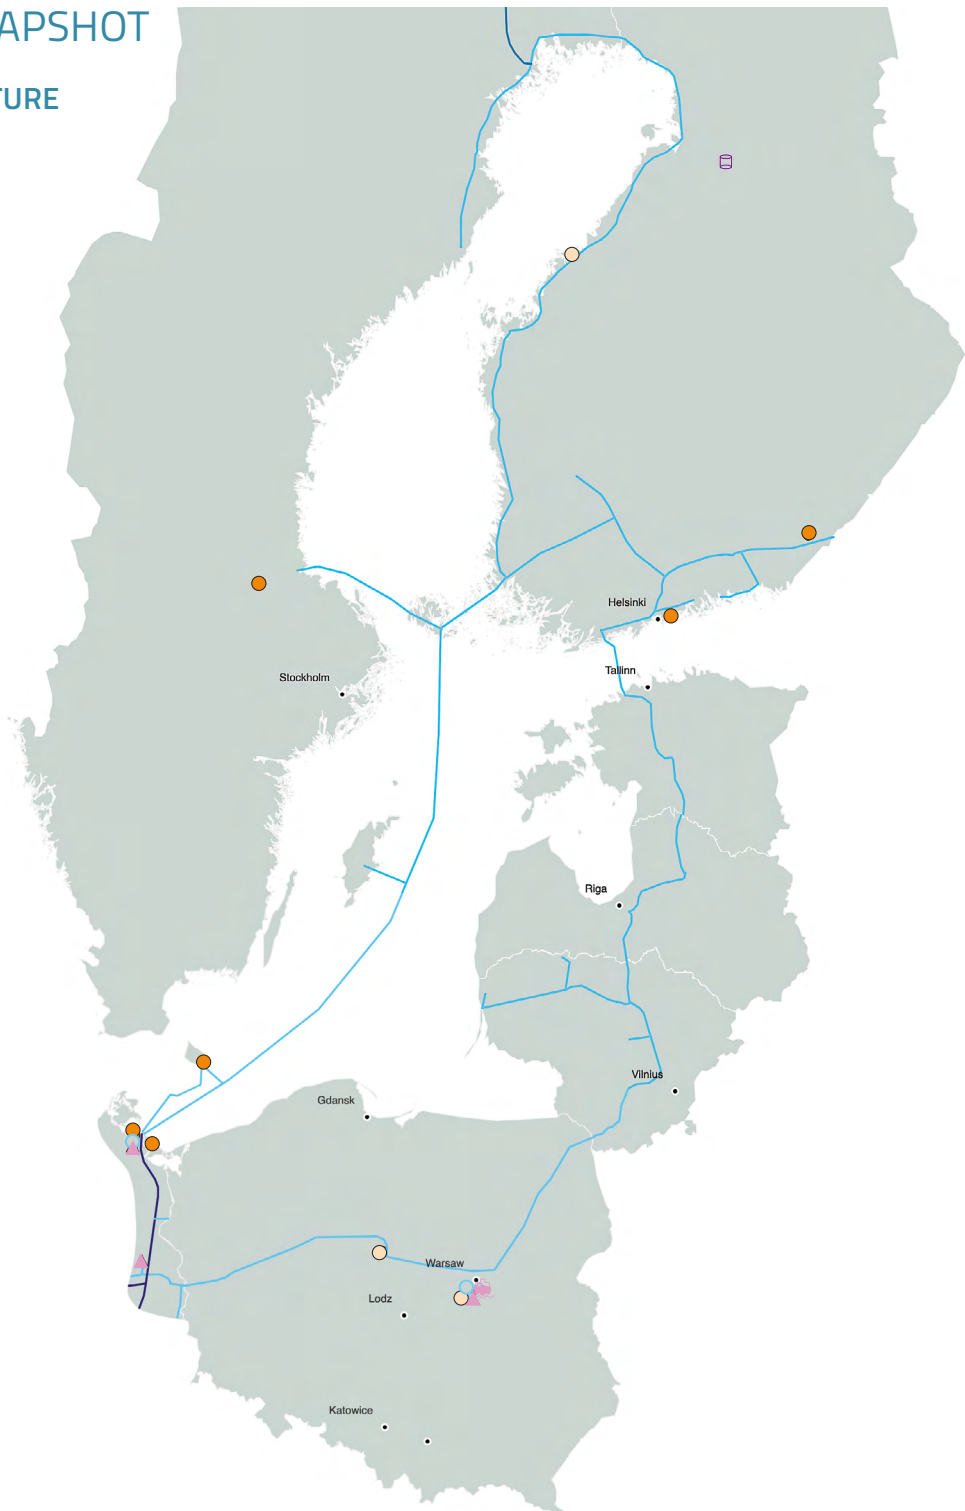 APSHOT
TURE
Helsinki
Tallinn
Stockholm
Riga
Vilnius
Gdansk
Warsaw
Lodz
Katowice